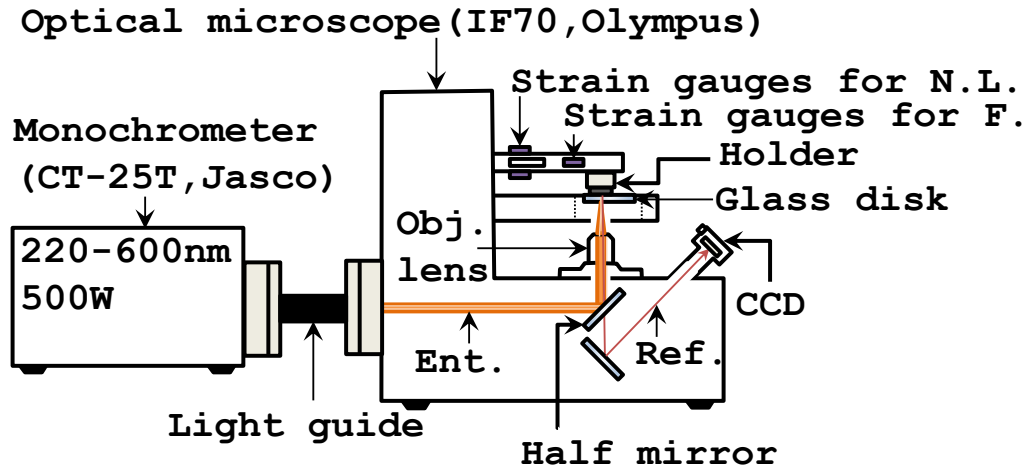 Optical microscope(IF70,Olympus)
Strain gauges for N.L.
Strain gauges for F.
Monochrometer
(CT-25T,Jasco)
Holder
Glass disk
220-600nm
500W
Obj.
lens
CCD
Ent.
Ref.
Light guide
Half mirror